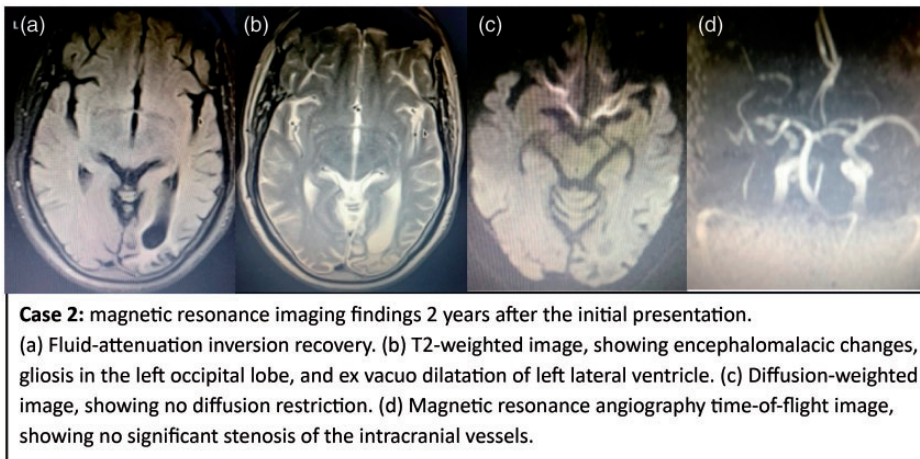 L (a) (b) (c) (d)
Case 2: magnetic resonance imaging findings 2 years after the initial presentation.
(a) Fluid-attenuation inversion recovery. (b) T2-weighted image, showing encephalomalacic changes,
gliosis in the left occipital lobe, and ex vacuo dilatation of left lateral ventricle. (c) Diffusion-weighted
image, showing no diffusion restriction. (d) Magnetic resonance angiography time-of-flight image,
showing no significant stenosis of the intracranial vessels.